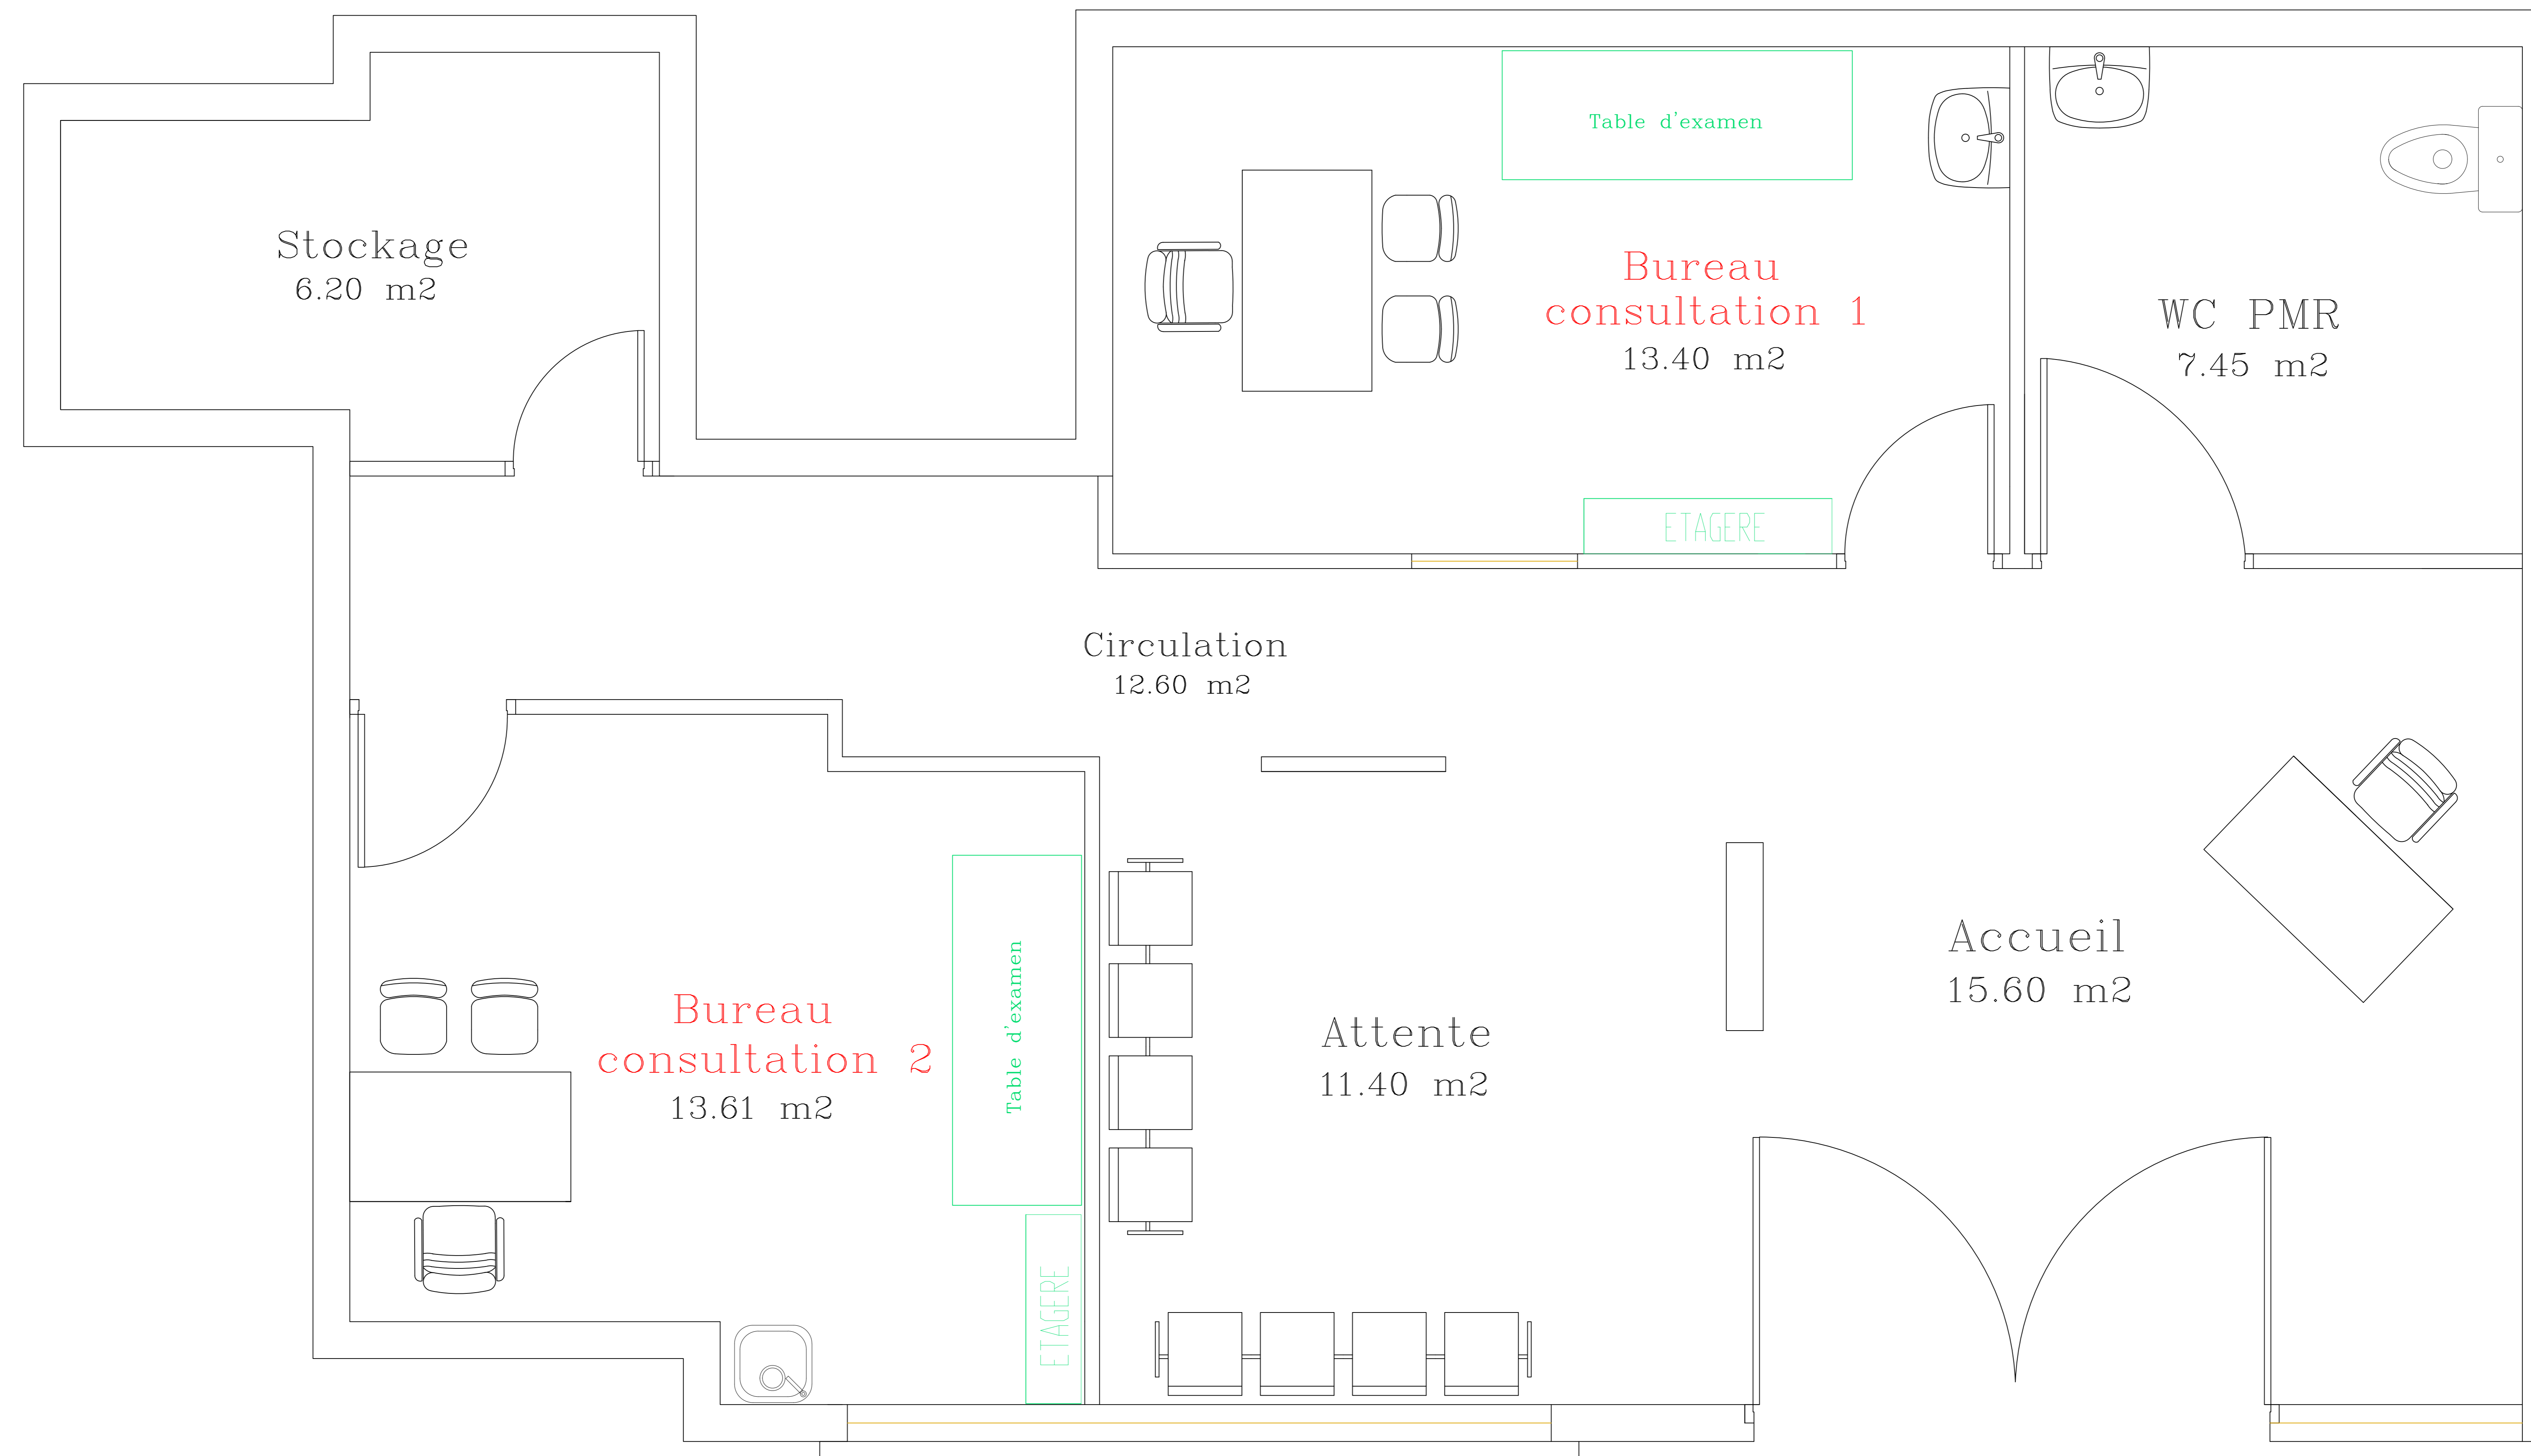 Stockage
6.20 m2
Table d'examen
Bureau
consultation 1
13.40 m2
WC PMR
7.45 m2
ETAGERE
Circulation
12.60 m2
Bureau
consultation 2
13.61 m2
Table d'examen
ETAGERE
Attente
11.40 m2
Accueil
15.60 m2